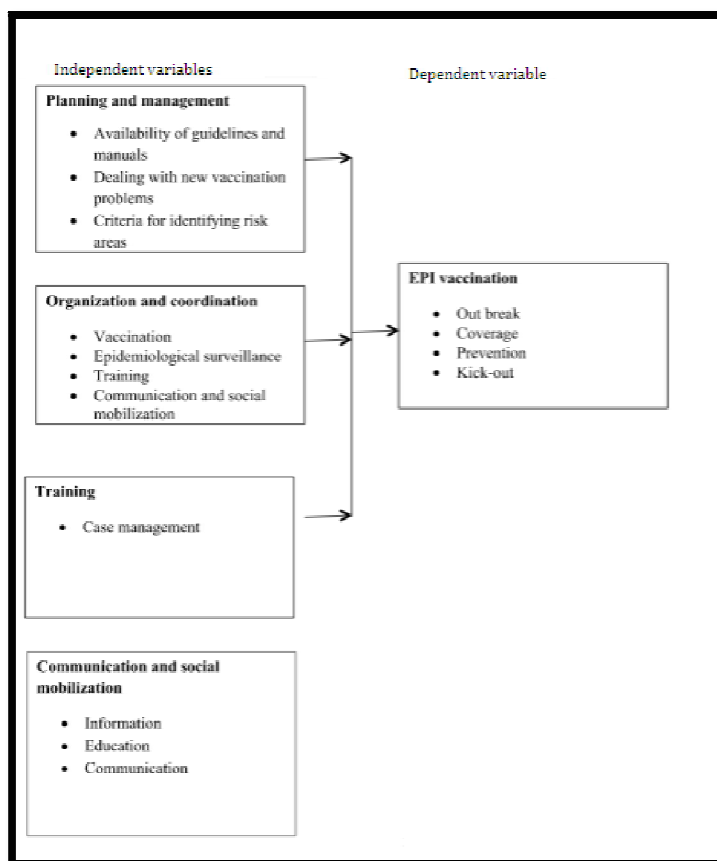 Independent variables
Dependent variable
Planning and management
• Availability of guidelines and
manuals
• Dealing with new vaccination
problems
• Criteria for identifying risk
areas
Organization and coordination
• Vaccination
• Epidemiological surveillance
• Training
• Communication and social
mobilization
EPI vaccination
• Out break
• Coverage
• Prevention
• Kick-out
Training
• Case management
Communication and social
mobilization
• Information
• Education
• Communication